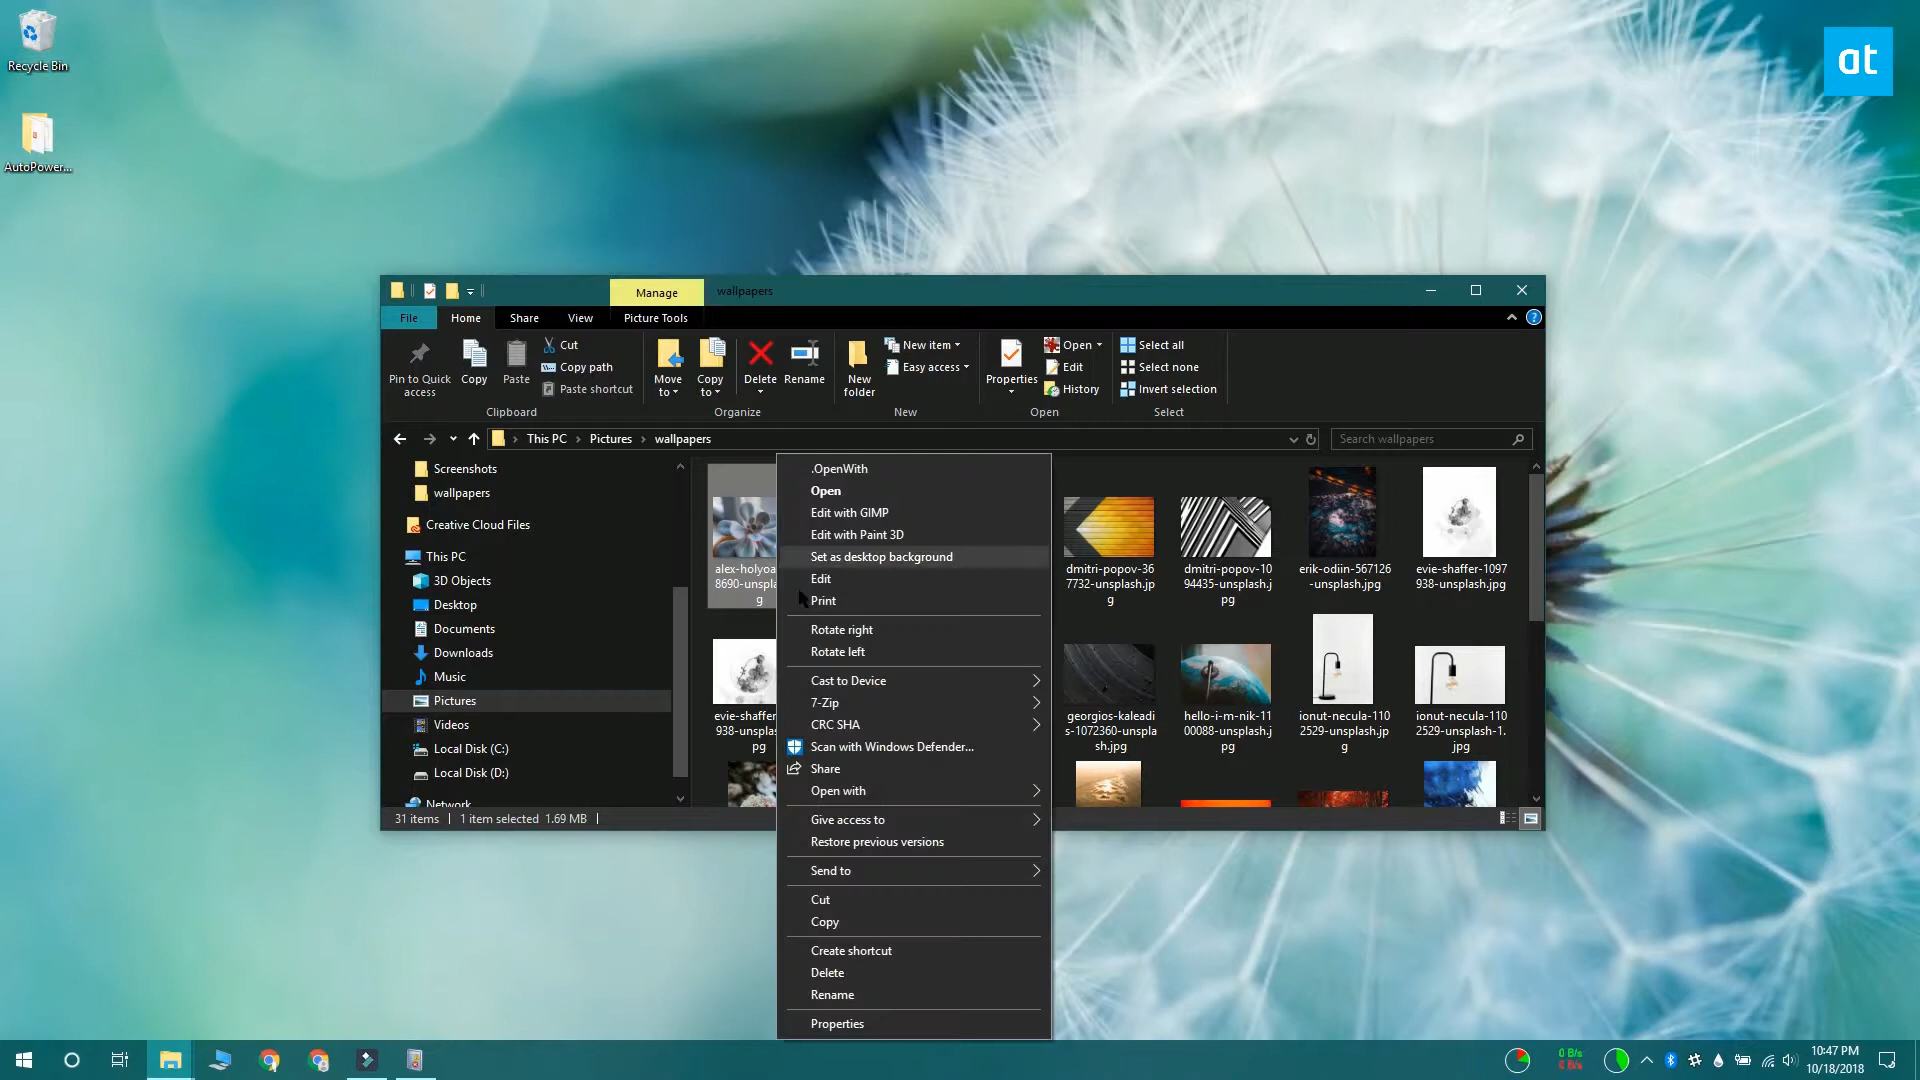 Recycle Bin
AutoPower...
at
Manage
wallpapers
File
Home
Share
View
Picture Tools
Pin to Quick
access
Copy
Paste
Cut
Copy path
Paste shortcut
Clipboard
Move
to
Copy
to
Delete
Rename
Organize
New
folder
New item
Easy access
New
Properties
Open
Edit
History
Open
Select all
Select none
Invert selection
Select
This PC
Pictures
wallpapers
Search wallpapers
Screenshots
wallpapers
Creative Cloud Files
This PC
3D Objects
Desktop
Documents
Downloads
Music
Pictures
Videos
Local Disk (C:)
Local Disk (D:)
Network
alex-holyoa
8690-unspla
g
dmitri-popov-36
7732-unsplash.jp
g
dmitri-popov-10
94435-unsplash.j
pg
erik-odiin-567126
-unsplash.jpg
evie-shaffer-1097
938-unsplash.jpg
evie-shaffer
938-unsplas
pg
georgios-kaleadi
s-1072360-unspla
sh.jpg
hello-i-m-nik-11
00088-unsplash.j
pg
ionut-necula-110
2529-unsplash.jp
g
ionut-necula-110
2529-unsplash-1.
jpg
31 items
1 item selected 1.69 MB
.OpenWith
Open
Edit with GIMP
Edit with Paint 3D
Set as desktop background
Edit
Print
Rotate right
Rotate left
Cast to Device
7-Zip
CRC SHA
Scan with Windows Defender...
Share
Open with
Give access to
Restore previous versions
Send to
Cut
Copy
Create shortcut
Delete
Rename
Properties
0 B/s
0 B/s
10:47 PM
10/18/2018